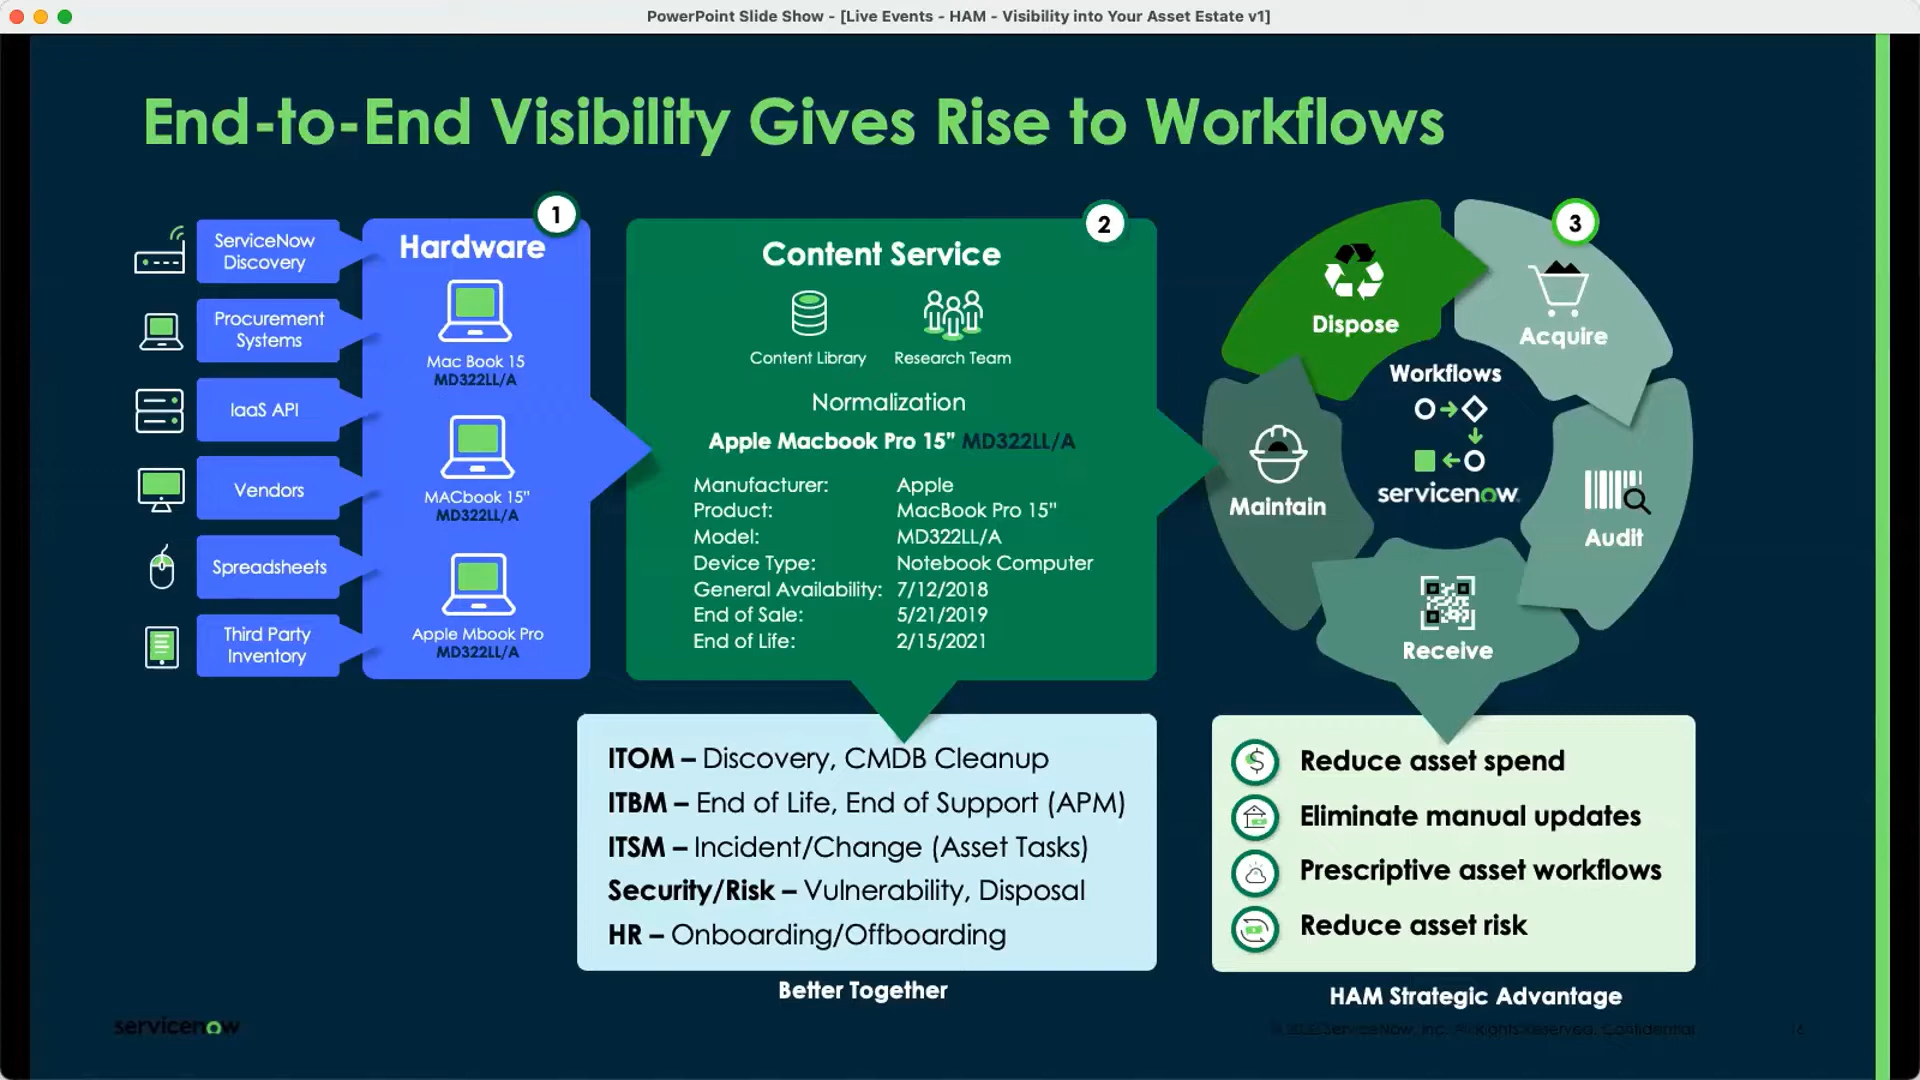 PowerPoint Slide Show - [Live Events - HAM - Visibility into Your Asset Estate v1]
End-to-End Visibility Gives Rise to Workflows
ServiceNow
Discovery
Procurement
Systems
IaaS API
Vendors
Spreadsheets
Third Party
Inventory
1
Hardware
Mac Book 15
MD322LL/A
MACbook 15"
MD322LL/A
Apple Mbook Pro
MD322LL/A
2
Content Service
Content Library
Research Team
Normalization
Apple Macbook Pro 15” MD322LL/A
Manufacturer: Apple
Product: MacBook Pro 15"
Model: MD322LL/A
Device Type: Notebook Computer
General Availability: 7/12/2018
End of Sale: 5/21/2019
End of Life: 2/15/2021
3
Dispose
Acquire
Workflows
servicenow
Maintain
Audit
Receive
ITOM – Discovery, CMDB Cleanup
ITBM – End of Life, End of Support (APM)
ITSM – Incident/Change (Asset Tasks)
Security/Risk – Vulnerability, Disposal
HR – Onboarding/Offboarding
Better Together
Reduce asset spend
Eliminate manual updates
Prescriptive asset workflows
Reduce asset risk
HAM Strategic Advantage
servicenow
ServiceNow, Inc. All Rights Reserved. Confidential